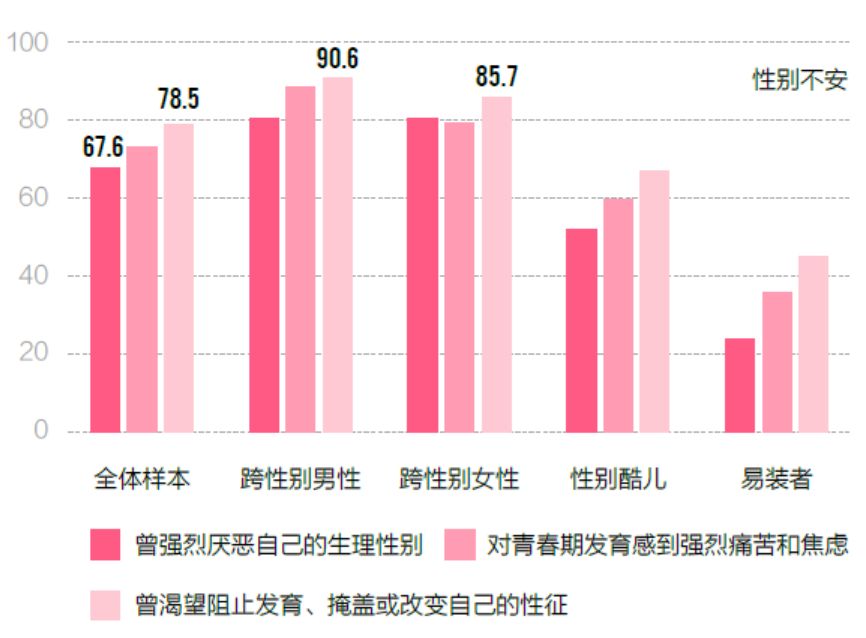 100
80
60
40
20
0
性别不安
67.6
78.5
90.6
85.7
全体样本 跨性别男性 跨性别女性 性别酷儿 易装者
曾强烈厌恶自己的生理性别 对青春期发育感到强烈痛苦和焦虑
曾渴望阻止发育、掩盖或改变自己的性征